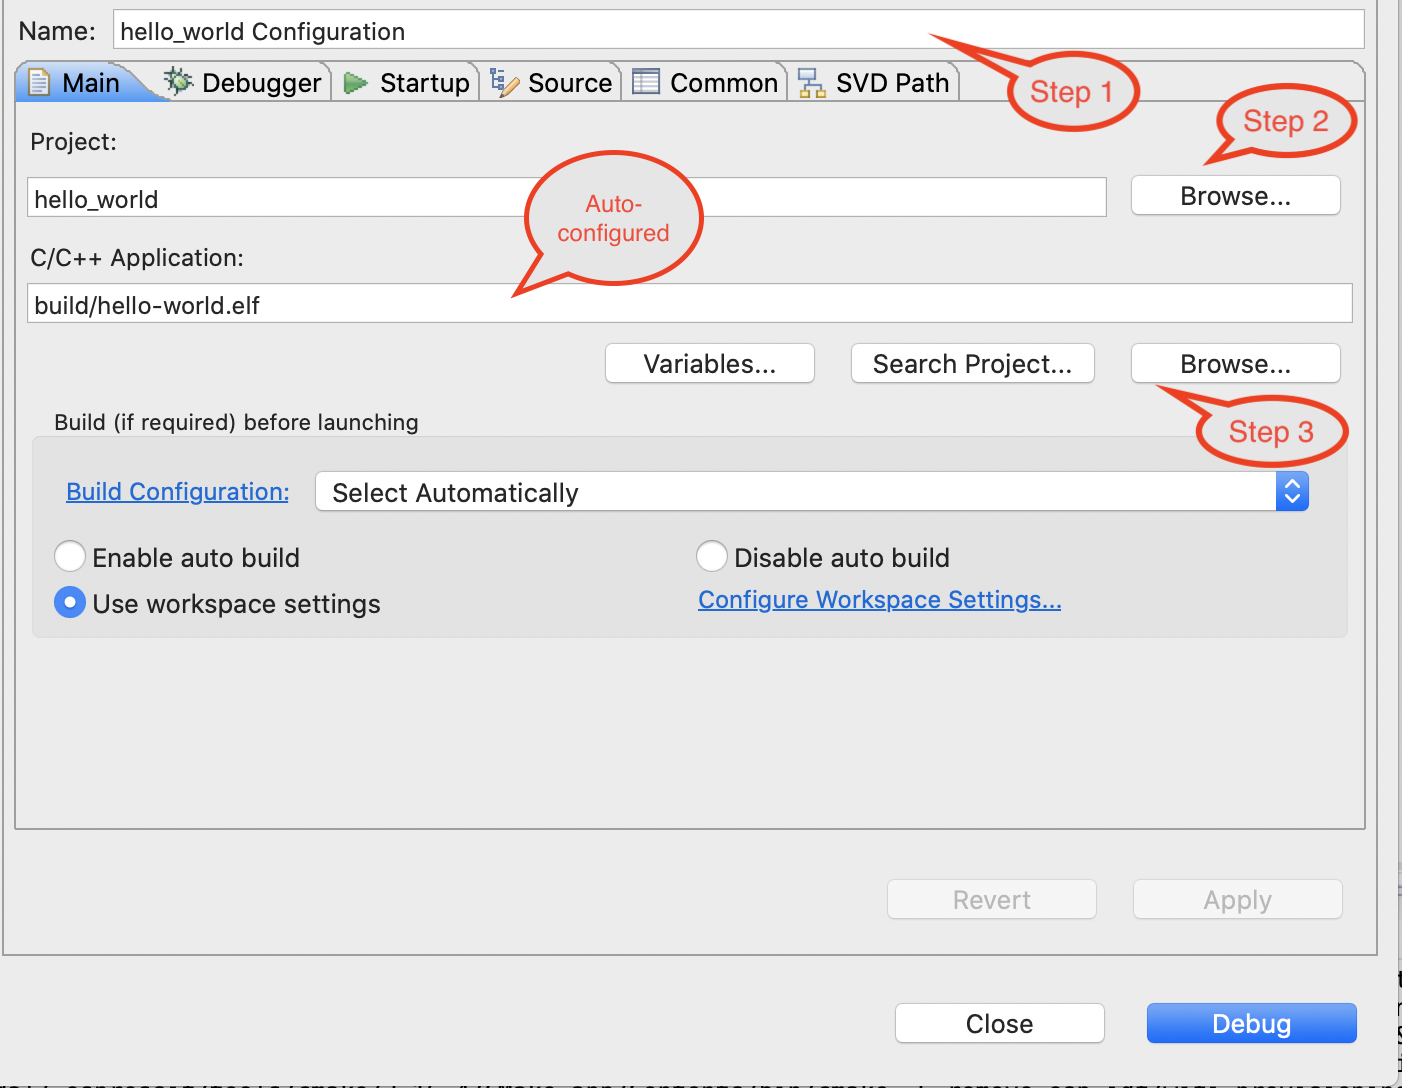 Name: hello_world Configuration
Main Debugger Startup Source Common SVD Path
Step 1
Step 2
Project:
hello_world Browse...
Auto-
configured
C/C++ Application:
build/hello-world.elf
Variables... Search Project... Browse...
Step 3
Build (if required) before launching
Build Configuration: Select Automatically
Enable auto build Disable auto build
Use workspace settings Configure Workspace Settings...
Revert Apply
Close Debug